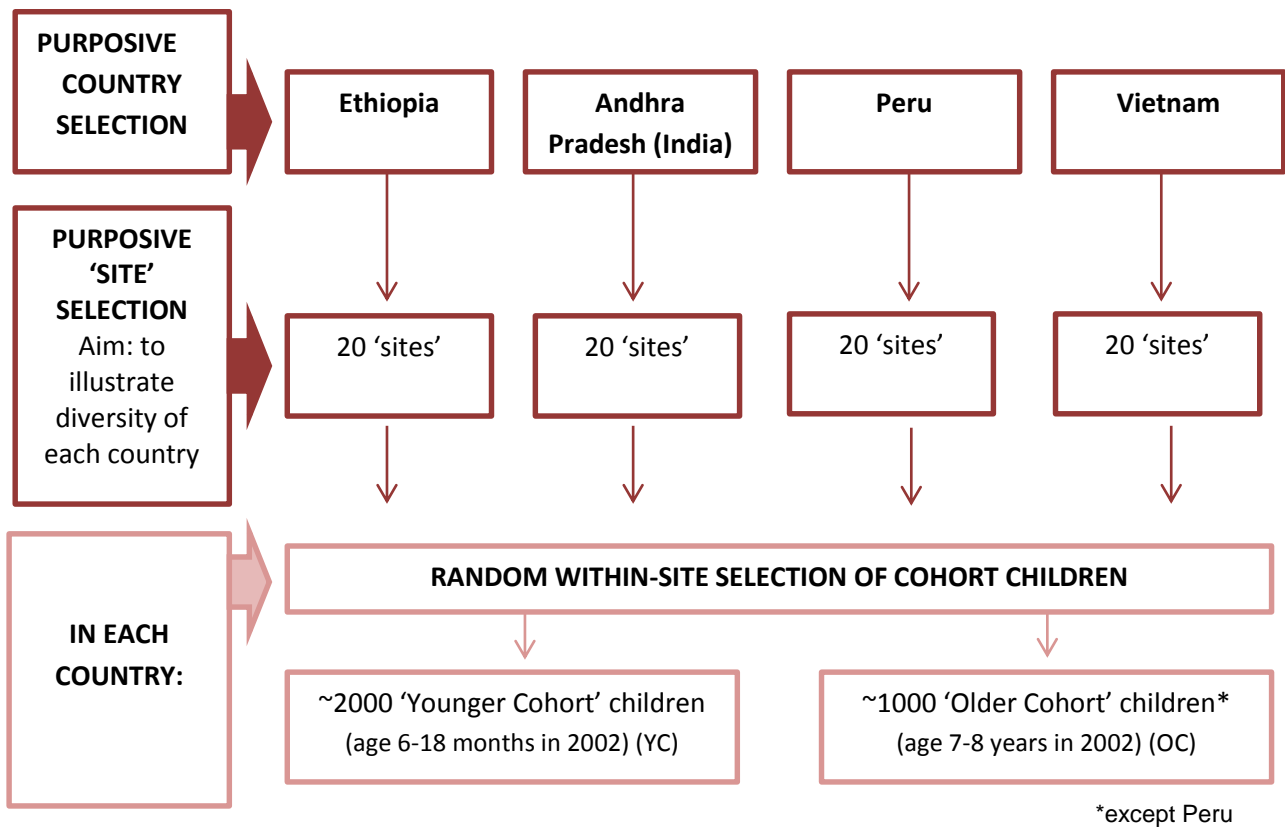 PURPOSIVE
COUNTRY
SELECTION
Ethiopia
Andhra
Pradesh (India)
Peru
Vietnam
PURPOSIVE
‘SITE’
SELECTION
Aim: to
illustrate
diversity of
each country
20 ‘sites’
20 ‘sites’
20 ‘sites’
20 ‘sites’
IN EACH
COUNTRY:
RANDOM WITHIN-SITE SELECTION OF COHORT CHILDREN
~2000 ‘Younger Cohort’ children
(age 6-18 months in 2002) (YC)
~1000 ‘Older Cohort’ children*
(age 7-8 years in 2002) (OC)
*except Peru